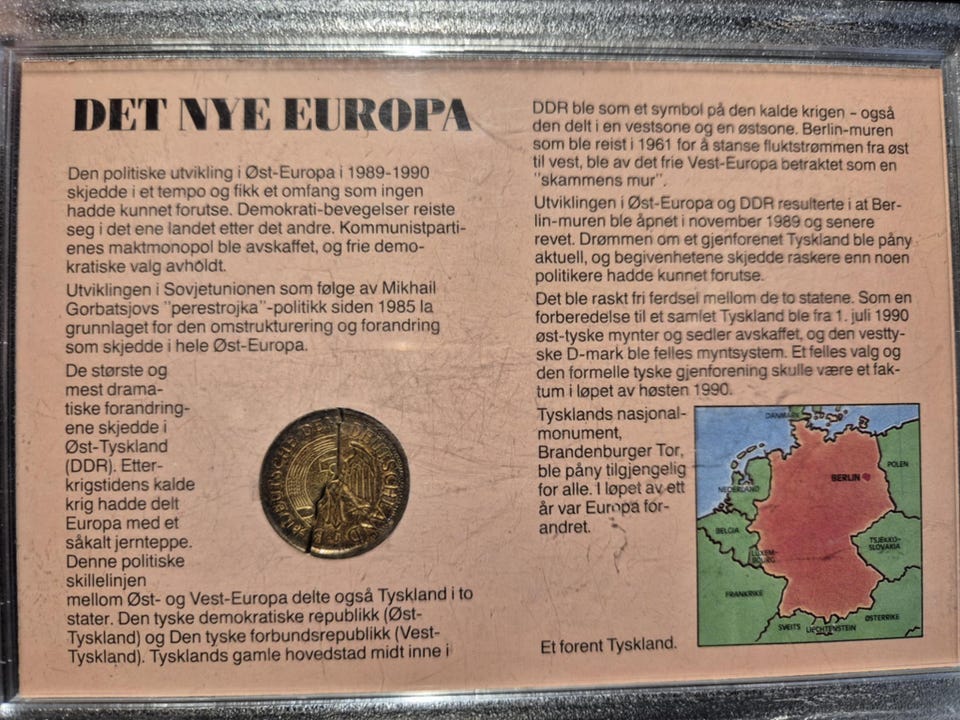 DET NYE EUROPA
Den politiske utvikling i Øst-Europa i 1989-1990
skjedde i et tempo og fikk et omfang som ingen
hadde kunnet forutse. Demokrati-bevegelser reiste
seg i det ene landet etter det andre. Kommunistparti-
enes maktmonopol ble avskaffet, og frie demo-
kratiske valg avholdt.
Utviklingen i Sovjetunionen som følge av Mikhail
Gorbatsjovs "perestrojka"-politikk siden 1985 la
grunnlaget for den omstrukturering og forandring
som skjedde i hele Øst-Europa.
De største og
mest drama-
tiske forandring-
ene skjedde i
Øst-Tyskland
(DDR). Etter-
krigstidens kalde
krig hadde delt
Europa med et
såkalt jernteppe.
Denne politiske
skillelinjen
mellom Øst- og Vest-Europa delte også Tyskland i to
stater. Den tyske demokratiske republikk (Øst-
Tyskland) og Den tyske forbundsrepublikk (Vest-
Tyskland). Tysklands gamle hovedstad midt inne i
DDR ble som et symbol på den kalde krigen – også
den delt i en vestsone og en østsone. Berlin-muren
som ble reist i 1961 for å stanse fluktstrømmen fra øst
til vest, ble av det frie Vest-Europa betraktet som en
"skammens mur".
Utviklingen i Øst-Europa og DDR resulterte i at Ber-
lin-muren ble åpnet i november 1989 og senere
revet. Drømmen om et gjenforenet Tyskland ble påny
aktuell, og begivenhetene skjedde raskere enn noen
politikere hadde kunnet forutse.
Det ble raskt fri ferdsel mellom de to statene. Som en
forberedelse til et samlet Tyskland ble fra 1. juli 1990
øst-tyske mynter og sedler avskaffet, og den vestty-
ske D-mark ble felles myntsystem. Et felles valg og
den formelle tyske gjenforening skulle være et fak-
tum i løpet av høsten 1990.
Tysklands nasjonal-
monument,
Brandenburger Tor,
ble påny tilgjengelig
for alle. I løpet av ett
år var Europa for-
andret.
Et forent Tyskland.
DANMARK
POLEN
BERLIN
NEDERLAND
BELGIA
TSJEKKO-
SLOVAKIA
LUXEM-
BOURG
FRANKRIKE
SVEITS
LIECHTENSTEIN
ØSTERRIKE